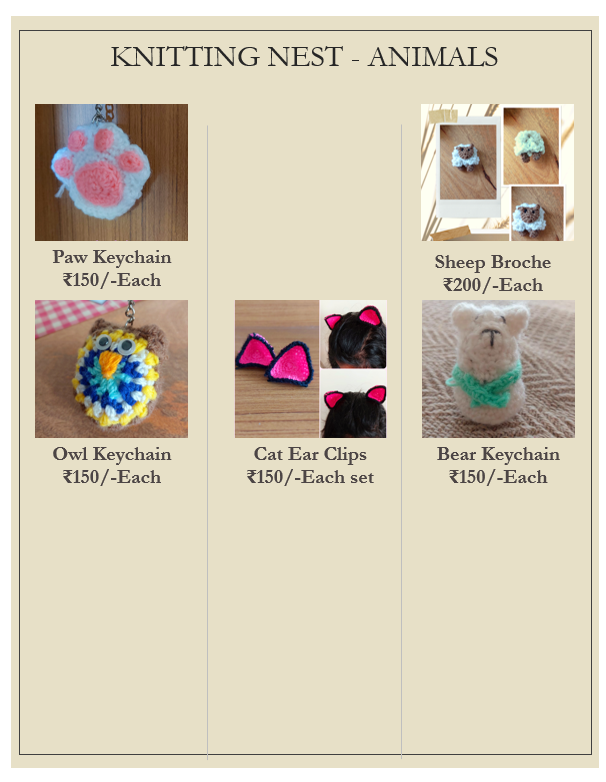 KNITTING NEST - ANIMALS
Paw Keychain
₹150/-Each
Sheep Broche
₹200/-Each
Owl Keychain
₹150/-Each
Cat Ear Clips
₹150/-Each set
Bear Keychain
₹150/-Each